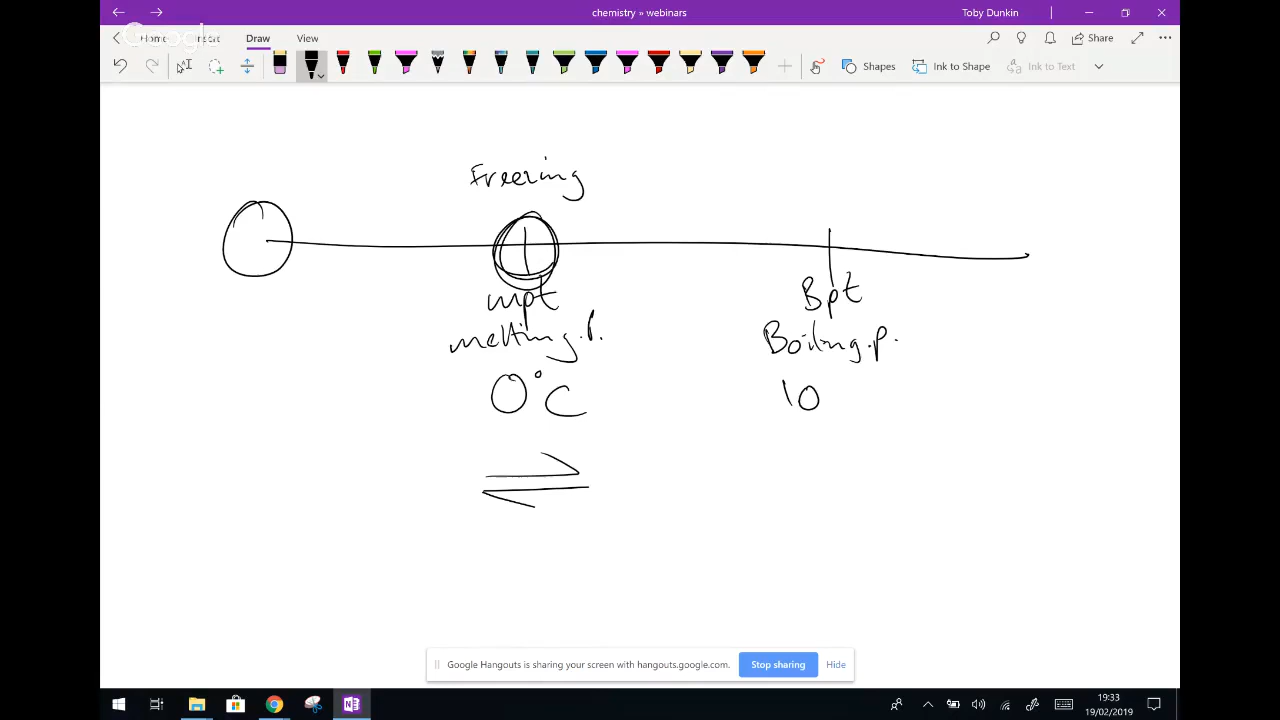 chemistry » webinars
Toby Dunkin
Google
Home
Insert
Draw
View
Share
Shapes
Ink to Shape
Ink to Text
Freezing
mpt
melting.p.
0°C
Bpt
Boiling.p.
10
Google Hangouts is sharing your screen with hangouts.google.com.
Stop sharing
Hide
19:33
19/02/2019